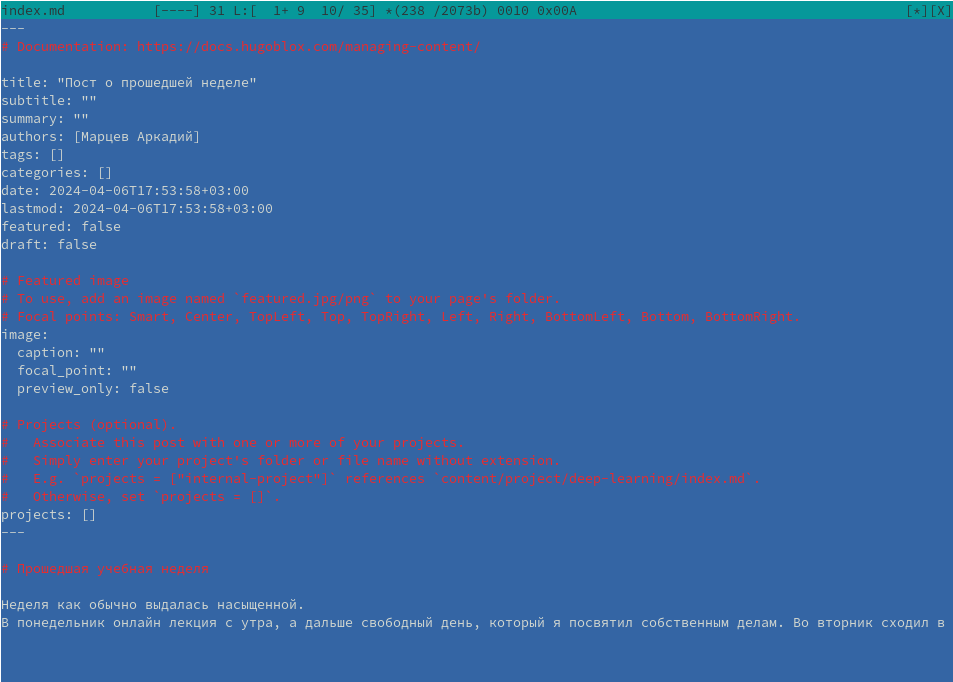 index.md [----] 31 L:[ 1+ 9 10/ 35] *(238 /2073b) 0010 0x00A [*][X]
---
# Documentation: https://docs.hugoblox.com/managing-content/
title: "Пост о прошедшей неделе"
subtitle: ""
summary: ""
authors: [Марцев Аркадий]
tags: []
categories: []
date: 2024-04-06T17:53:58+03:00
lastmod: 2024-04-06T17:53:58+03:00
featured: false
draft: false
# Featured image
# To use, add an image named `featured.jpg/png` to your page's folder.
# Focal points: Smart, Center, TopLeft, Top, TopRight, Left, Right, BottomLeft, Bottom, BottomRight.
image:
  caption: ""
  focal_point: ""
  preview_only: false
# Projects (optional).
#   Associate this post with one or more of your projects.
#   Simply enter your project's folder or file name without extension.
#   E.g. `projects = ["internal-project"]` references `content/project/deep-learning/index.md`.
#   Otherwise, set `projects = []`.
projects: []
---
# Прошедшая учебная неделя
Неделя как обычно выдалась насыщенной.
В понедельник онлайн лекция с утра, а дальше свободный день, который я посвятил собственным делам. Во вторник сходил в